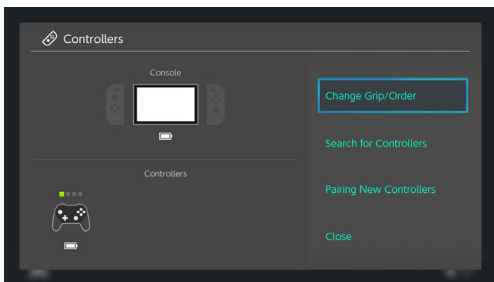 Controllers
Console
Controllers
Change Grip/Order
Search for Controllers
Pairing New Controllers
Close